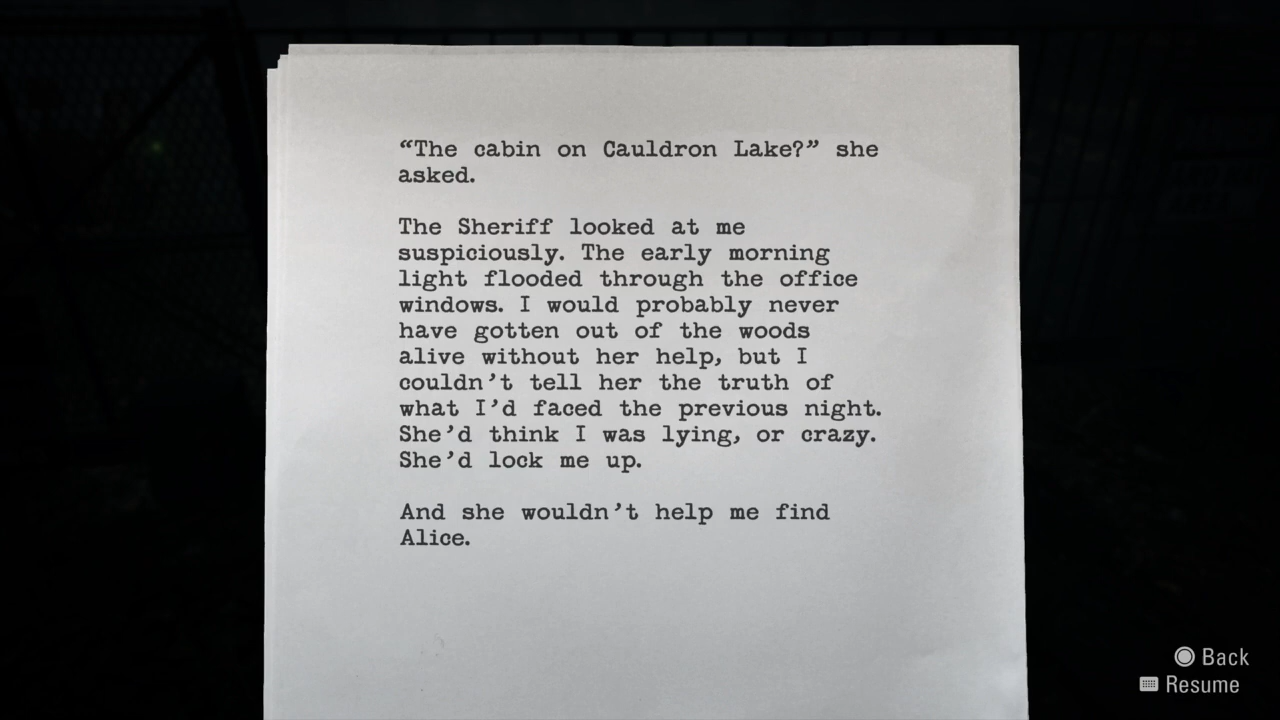 “The cabin on Cauldron Lake?” she
asked.
The Sheriff looked at me
suspiciously. The early morning
light flooded through the office
windows. I would probably never
have gotten out of the woods
alive without her help, but I
couldn’t tell her the truth of
what I’d faced the previous night.
She’d think I was lying, or crazy.
She’d lock me up.
And she wouldn’t help me find
Alice.
Back
Resume